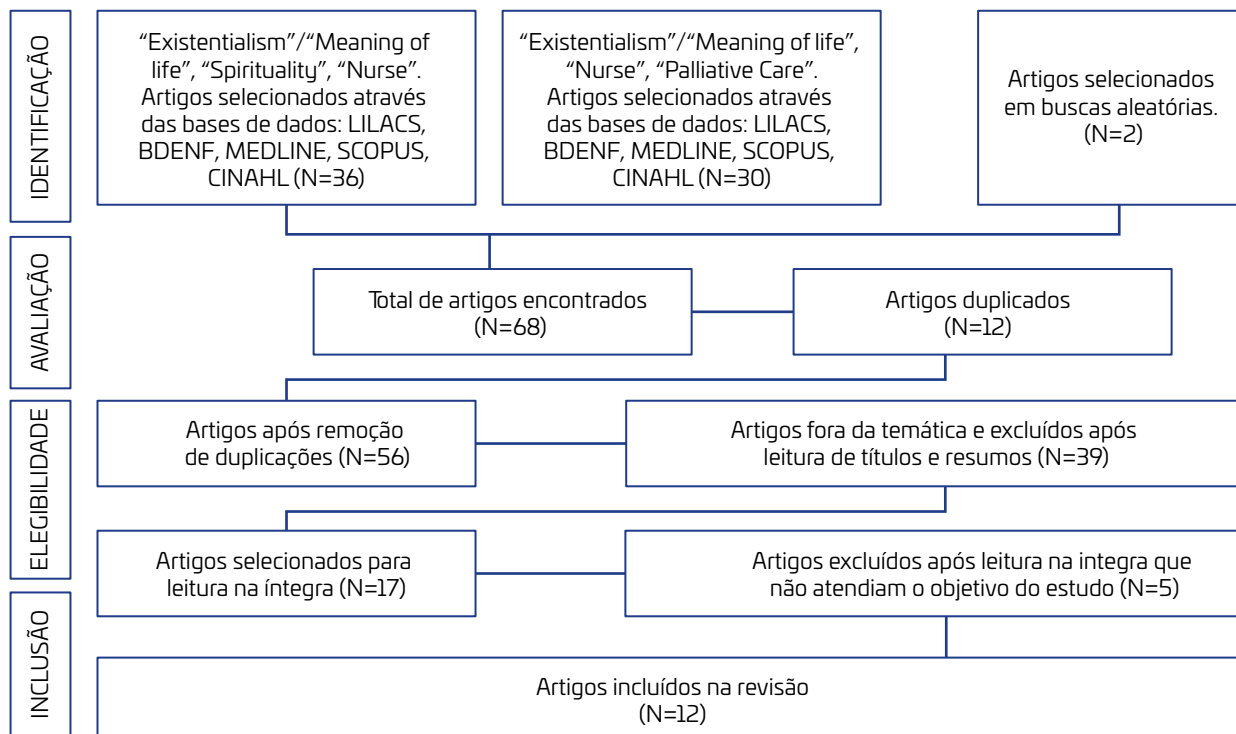 IDENTIFICAÇÃO
“Existentialism”/“Meaning of
life”, “Spirituality”, “Nurse”.
Artigos selecionados através
das bases de dados: LILACS,
BDENF, MEDLINE, SCOPUS,
CINAHL (N=36)
“Existentialism”/“Meaning of life”,
“Nurse”, “Palliative Care”.
Artigos selecionados através
das bases de dados: LILACS,
BDENF, MEDLINE, SCOPUS,
CINAHL (N=30)
Artigos selecionados
em buscas aleatórias.
(N=2)
AVALIAÇÃO
Total de artigos encontrados
(N=68)
Artigos duplicados
(N=12)
ELEGIBILIDADE
Artigos após remoção
de duplicações (N=56)
Artigos fora da temática e excluídos após
leitura de títulos e resumos (N=39)
Artigos selecionados para
leitura na íntegra (N=17)
Artigos excluídos após leitura na integra que
não atendiam o objetivo do estudo (N=5)
INCLUSÃO
Artigos incluídos na revisão
(N=12)